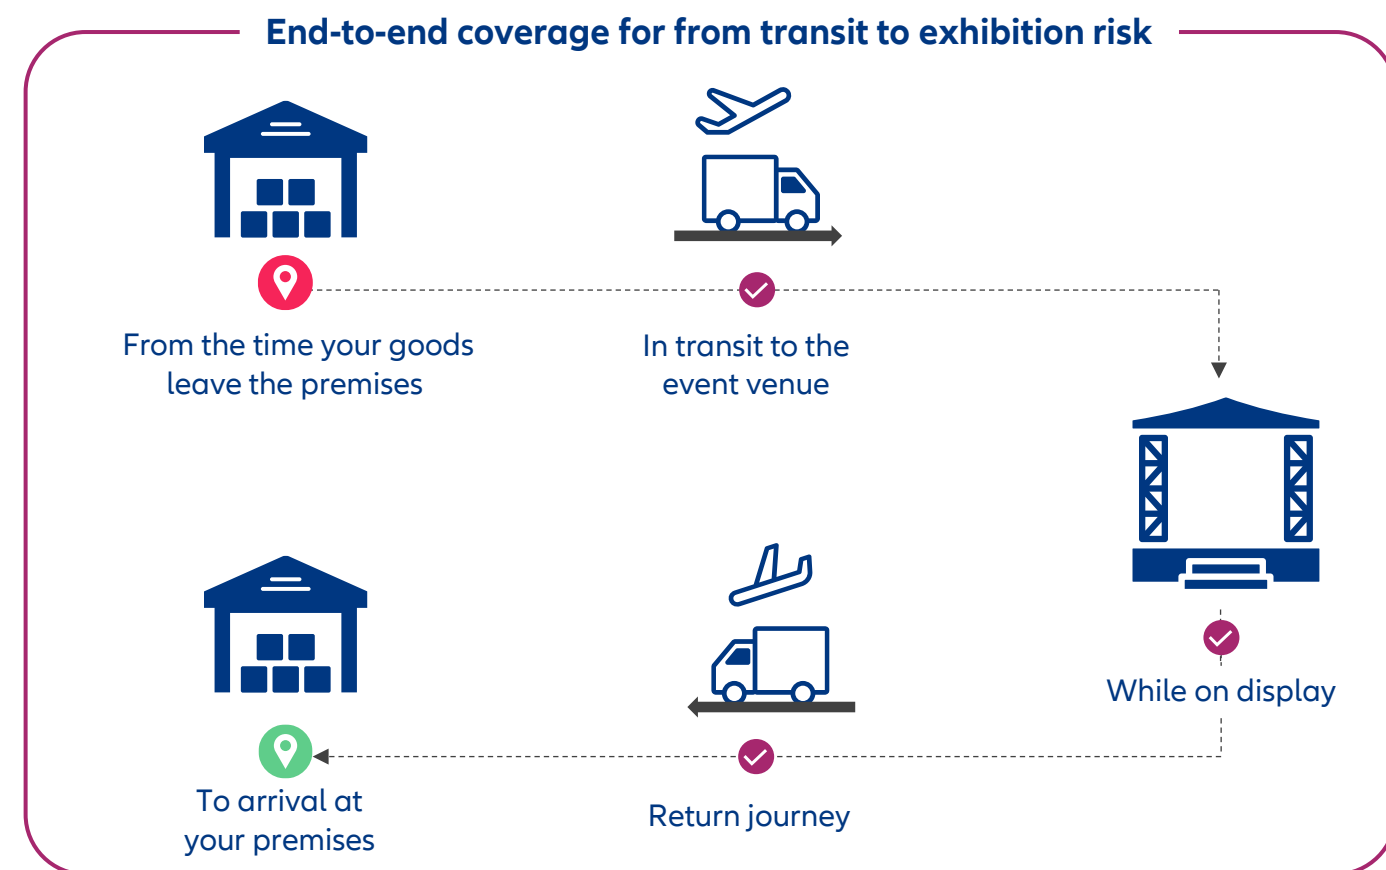 End-to-end coverage for from transit to exhibition risk
From the time your goods
leave the premises
In transit to the
event venue
While on display
Return journey
To arrival at
your premises